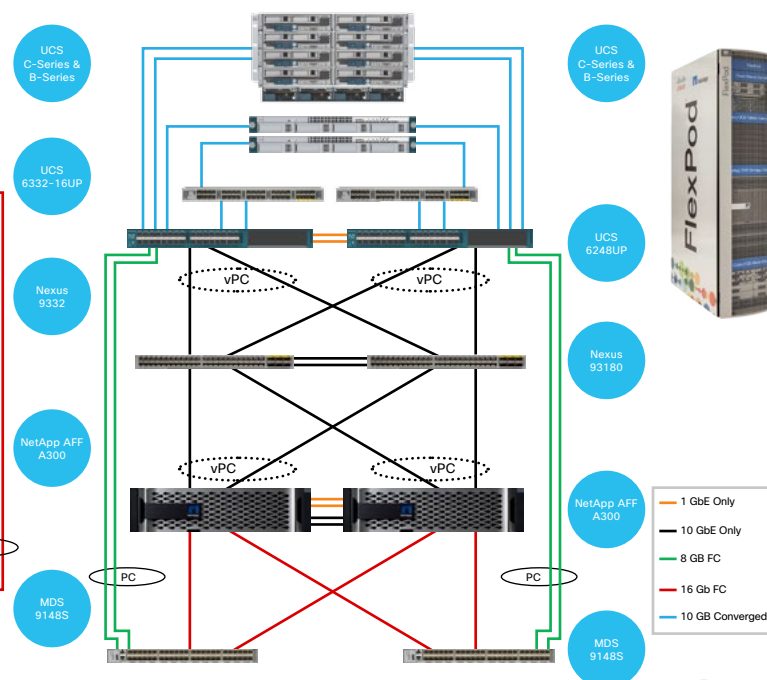 UCS
C-Series &
B-Series
UCS
C-Series &
B-Series
FlexPod
FlexPod
UCS
6332-16UP
UCS
6248UP
vPC
vPC
Nexus
9332
Nexus
93180
vPC
vPC
NetApp AFF
A300
NetApp AFF
A300
1 GbE Only
10 GbE Only
8 GB FC
16 Gb FC
10 GB Converged
PC
PC
MDS
9148S
MDS
9148S